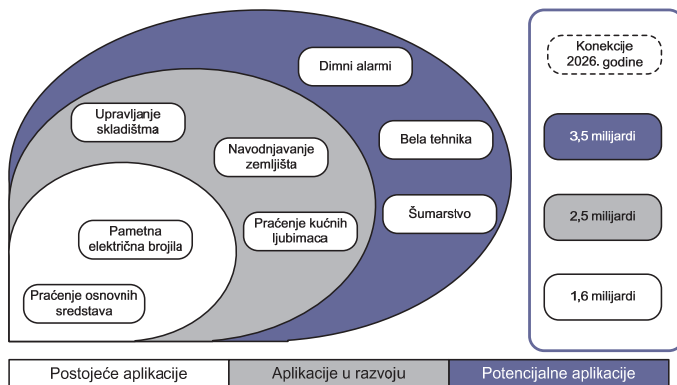 Dimni alarmi
Upravljanje
skladištma
Bela tehnika
Navodnjavanje
zemljišta
Šumarstvo
Praćenje kućnih
ljubimaca
Pametna
električna brojila
Praćenje osnovnih
sredstava
Konekcije
2026. godine
3,5 milijardi
2,5 milijardi
1,6 milijardi
Postojeće aplikacije
Aplikacije u razvoju
Potencijalne aplikacije